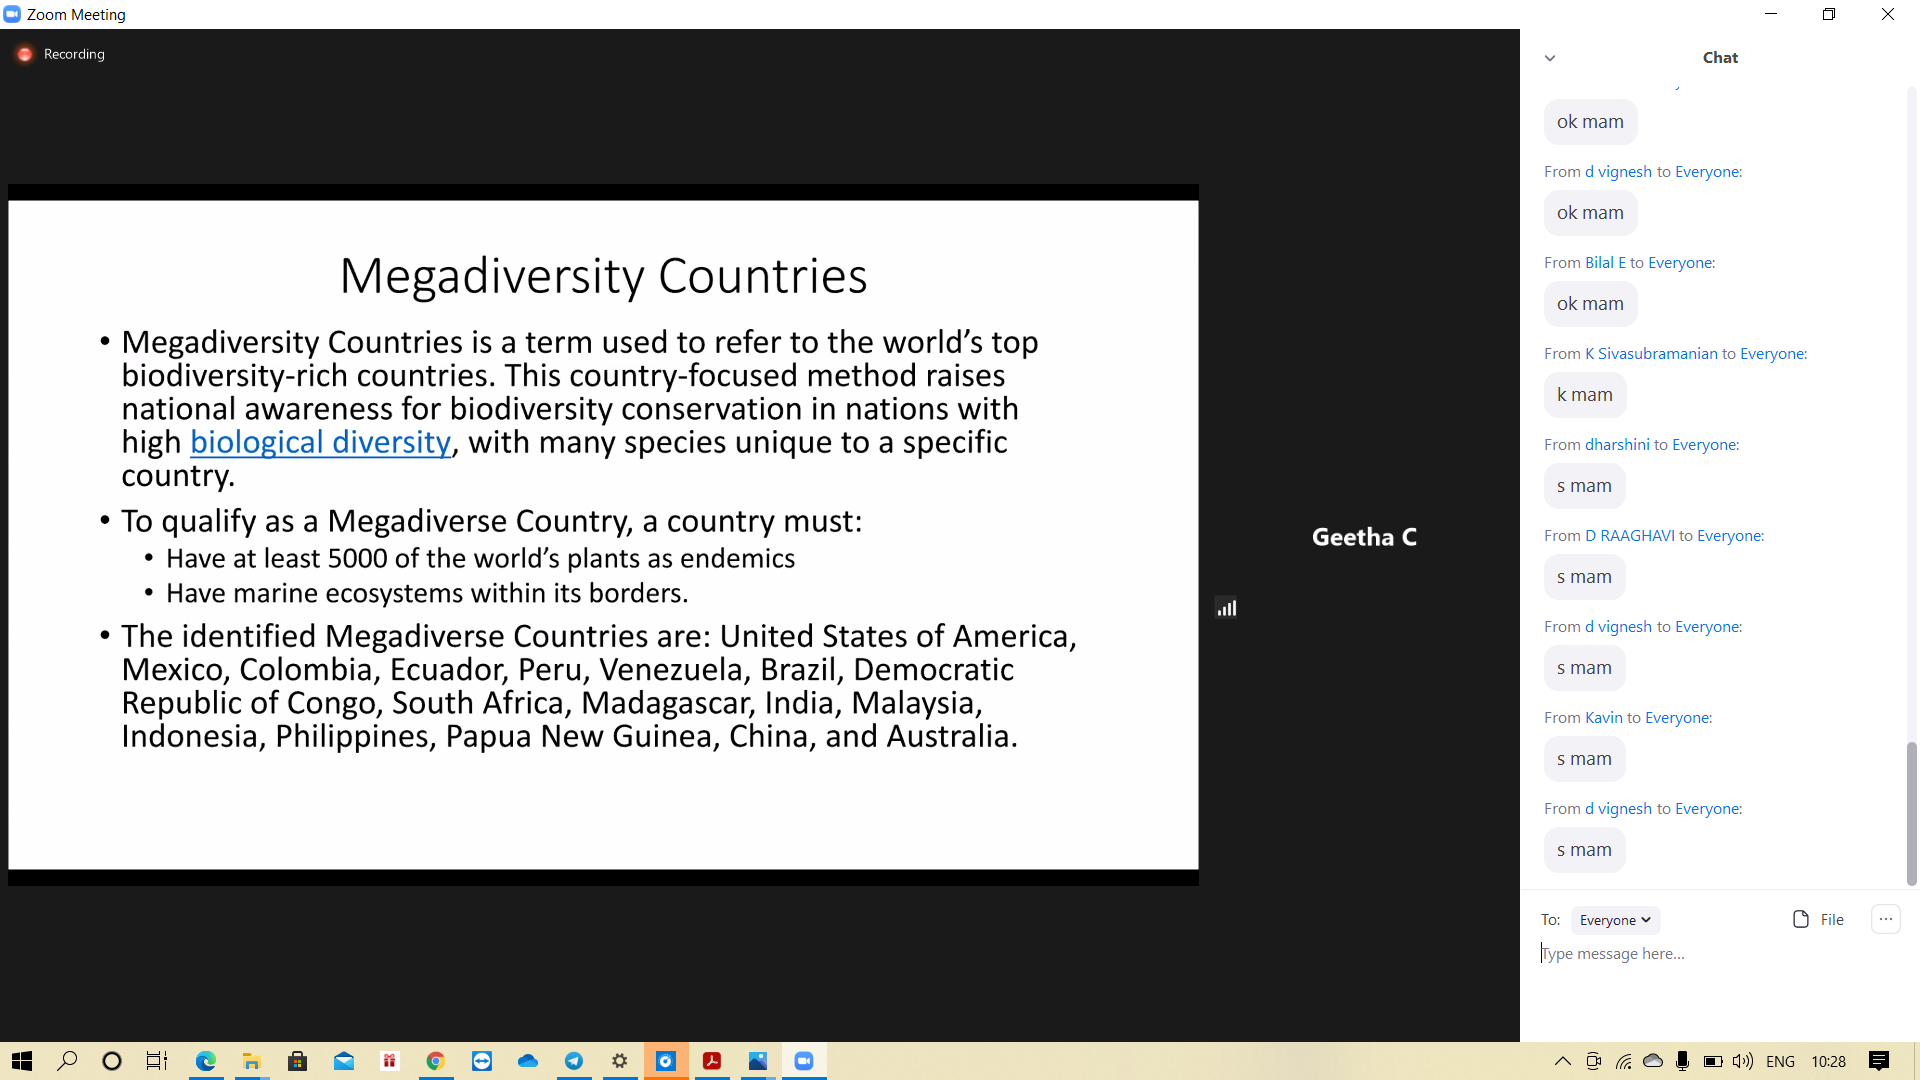 Zoom Meeting
Recording
Megadiversity Countries
• Megadiversity Countries is a term used to refer to the world’s top
biodiversity-rich countries. This country-focused method raises
national awareness for biodiversity conservation in nations with
high biological diversity, with many species unique to a specific
country.
• To qualify as a Megadiverse Country, a country must:
• Have at least 5000 of the world’s plants as endemics
• Have marine ecosystems within its borders.
• The identified Megadiverse Countries are: United States of America,
Mexico, Colombia, Ecuador, Peru, Venezuela, Brazil, Democratic
Republic of Congo, South Africa, Madagascar, India, Malaysia,
Indonesia, Philippines, Papua New Guinea, China, and Australia.
Geetha C
Chat
ok mam
From d vignesh to Everyone:
ok mam
From Bilal E to Everyone:
ok mam
From K Sivasubramanian to Everyone:
k mam
From dharshini to Everyone:
s mam
From D RAAGHAVI to Everyone:
s mam
From d vignesh to Everyone:
s mam
From Kavin to Everyone:
s mam
From d vignesh to Everyone:
s mam
To: Everyone File
Type message here...
ENG 10:28